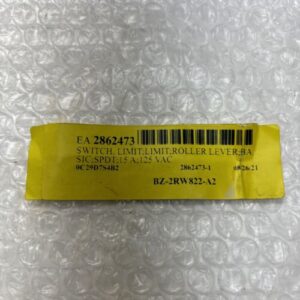 EA 2862473
SWITCH, LIMIT;LIMIT;ROLLER LEVER;BA
SIC;SPDT;15 A;125 VAC
0C29D7S4B2 2862473-1 08/26/21
BZ-2RW822-A2